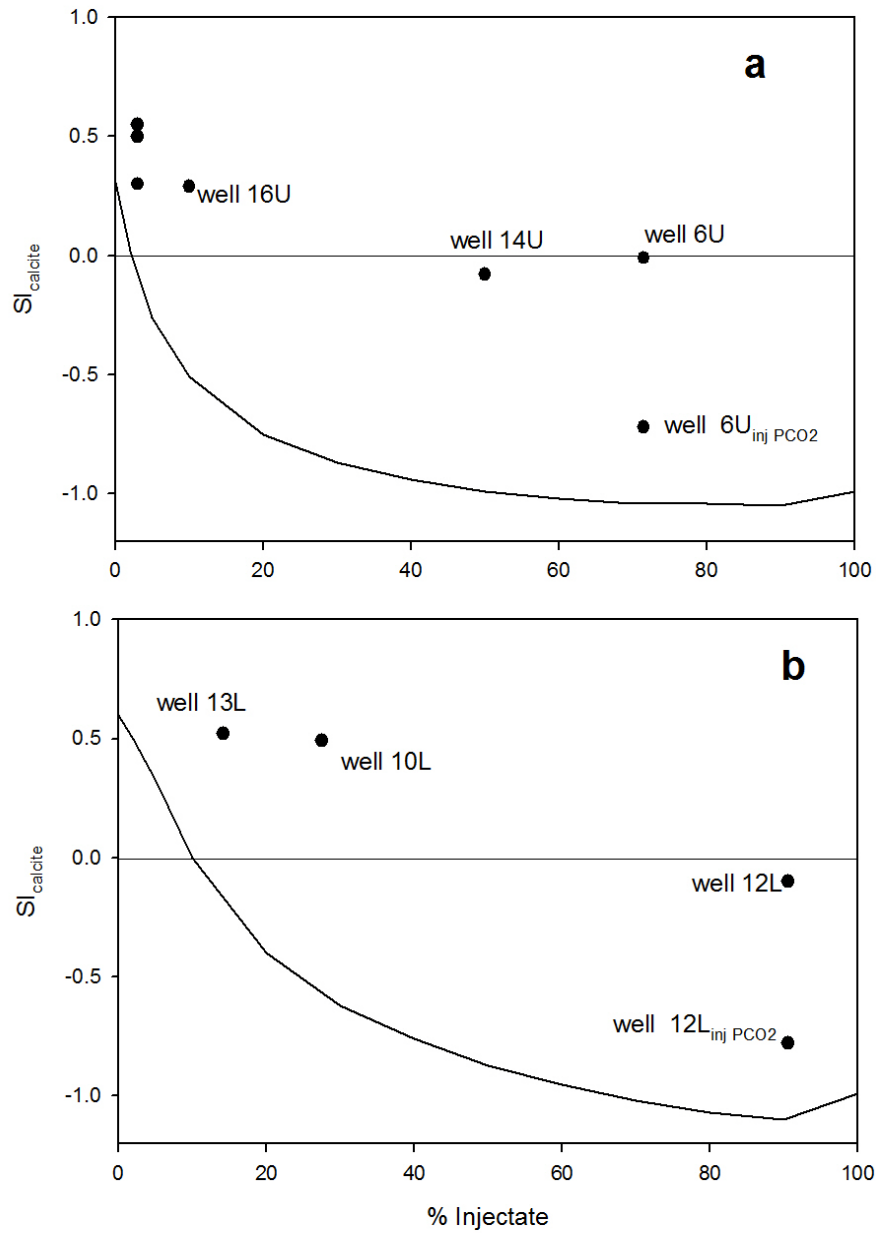 1.0
a
0.5
well 16U
well 14U
well 6U
0.0
SIcalcite
-0.5
well 6Uinj PCO2
-1.0
0 20 40 60 80 100
1.0
b
well 13L
0.5
well 10L
0.0
well 12L
SIcalcite
-0.5
well 12Linj PCO2
-1.0
0 20 40 60 80 100
% Injectate